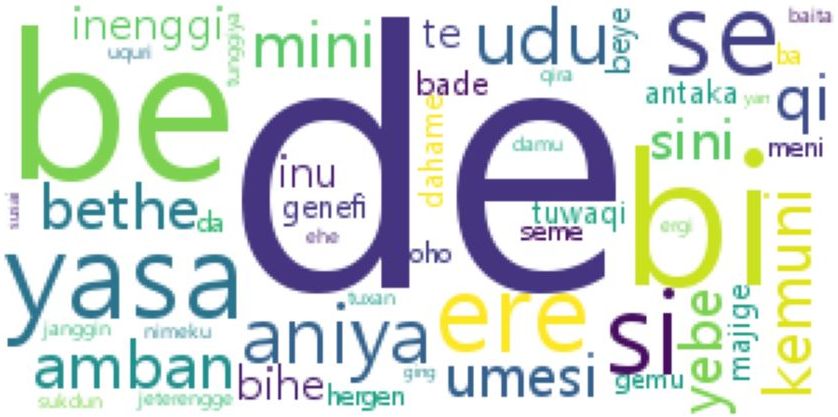 inenggi
uquri
tunggiya
be
mini
de
te
udu
beye
se
baita
ba
qi
bade
qira
antaka
yan
sini
meni
dahame
damu
inu
genefi
ehe
tuwaqi
seme
bi
ergi
susai
bethe
da
oho
yasa
tuxan
janggin
nimeku
aniya
ere
si
yebe
majige
kemuni
amban
bihe
ging
umesi
gemu
sukdun
jeterengge
hergen